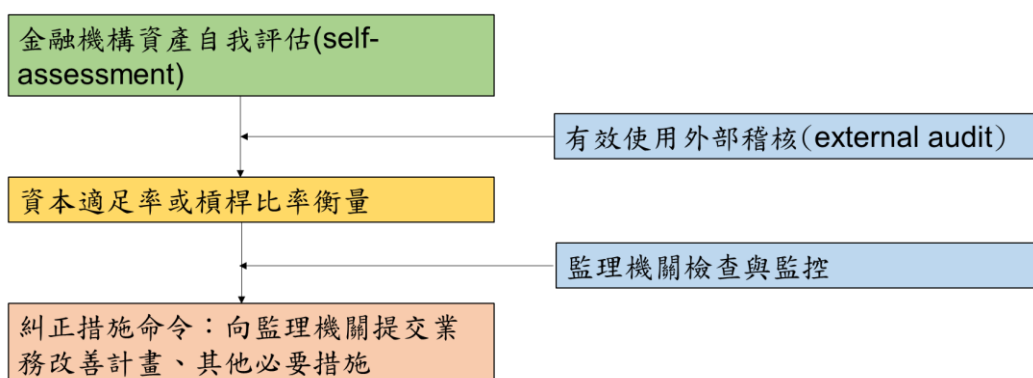 金融機構資產自我評估(self-
assessment)
有效使用外部稽核(external audit)
資本適足率或槓桿比率衡量
監理機關檢查與監控
糾正措施命令：向監理機關提交業
務改善計畫、其他必要措施